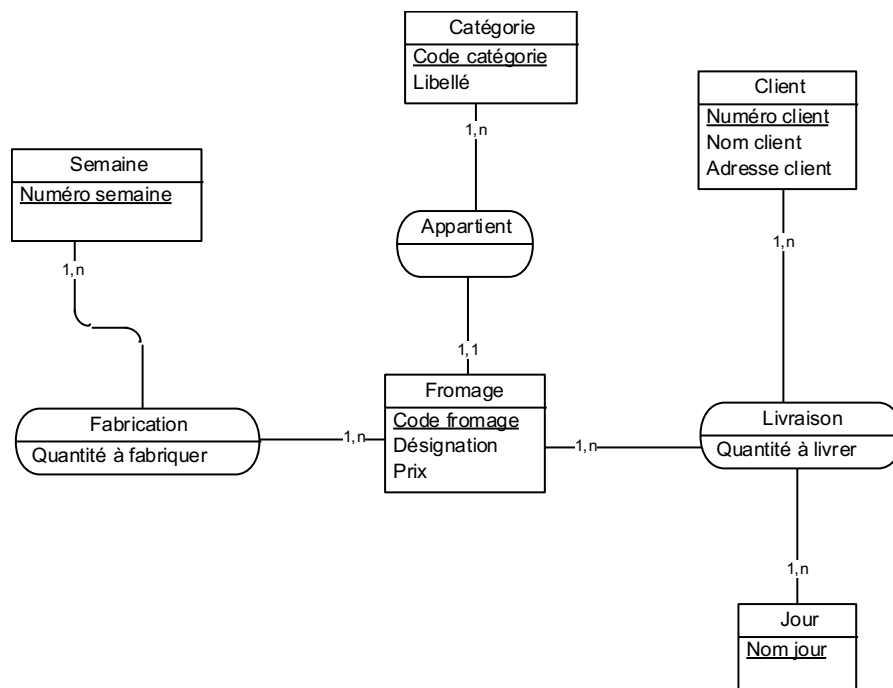 Catégorie
Code catégorie
Libellé
Client
Numéro client
Nom client
Adresse client
1,n
Semaine
Numéro semaine
Appartient
1,n
1,n
1,1
Fromage
Code fromage
Désignation
Prix
Fabrication
Quantité à fabriquer
1,n
1,n
Livraison
Quantité à livrer
1,n
Jour
Nom jour